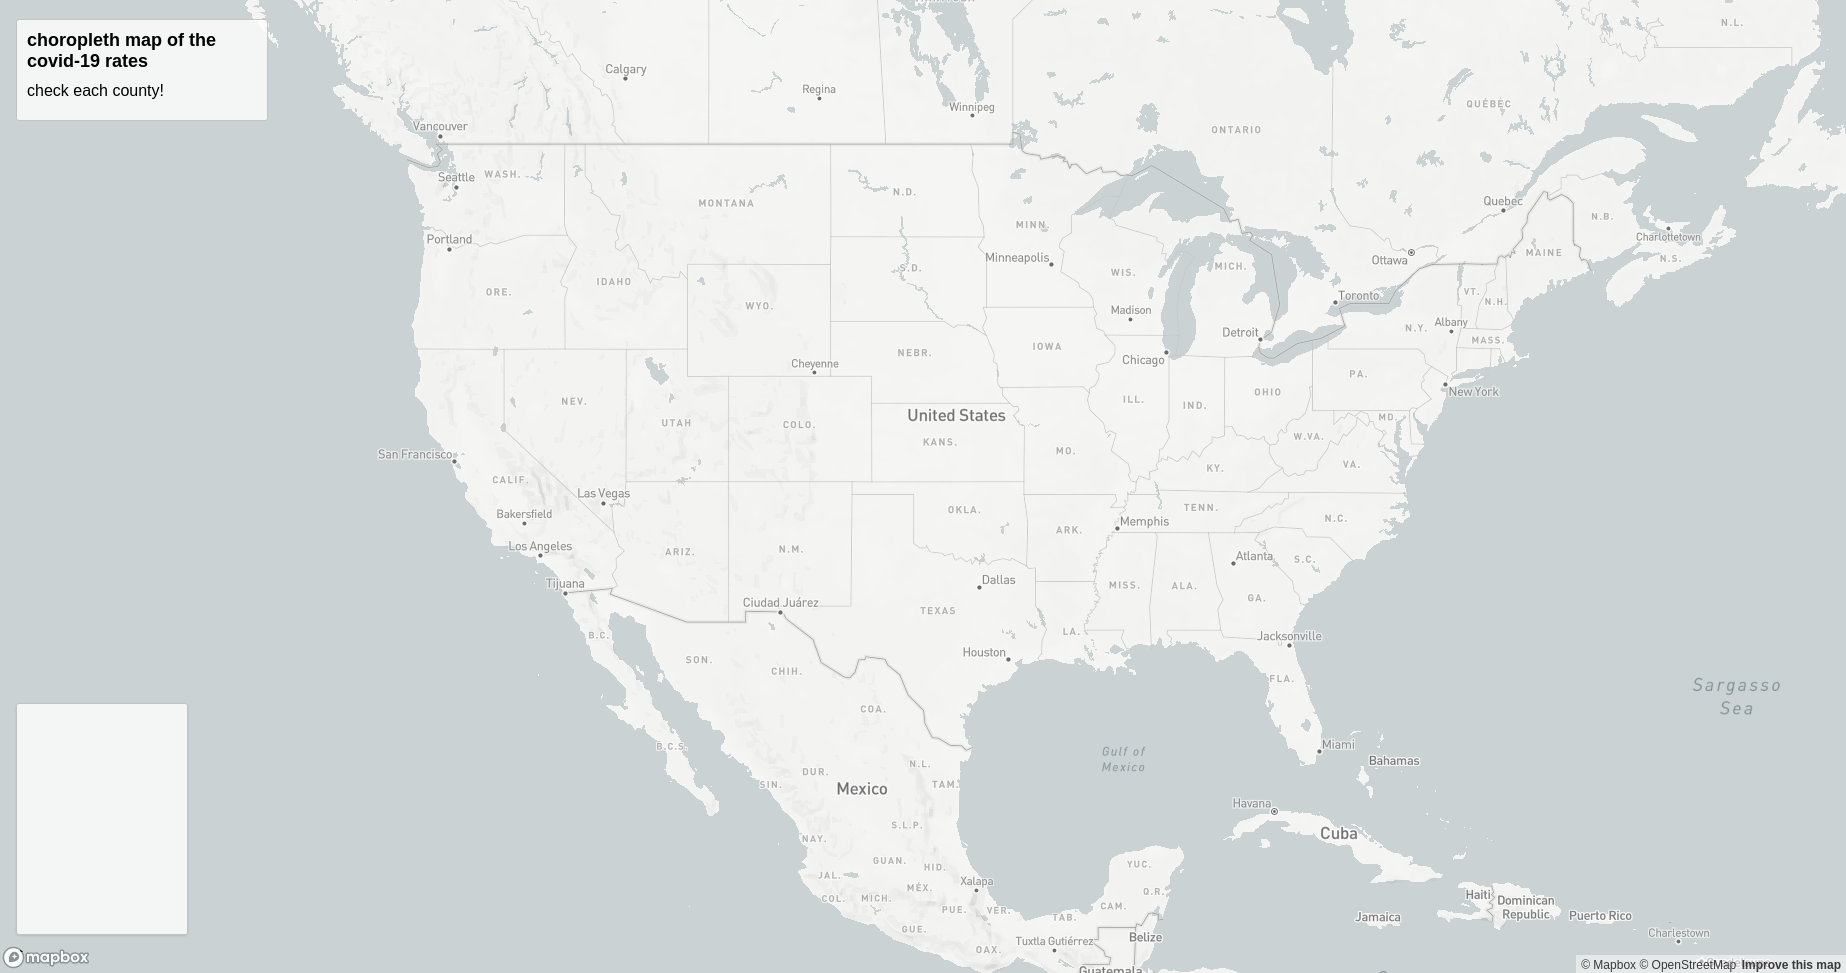 choropleth map of the
covid-19 rates
check each county!
N.L.
Calgary
Regina
Winnipeg
QUÉBEC
Vancouver
ONTARIO
Seattle
WASH.
MONTANA
N.D.
MINN.
Quebec
N.B.
Charlottetown
Portland
Minneapolis
Ottawa
MAINE
N.S.
ORE.
IDAHO
S.D.
WIS.
MICH.
VT.
N.H.
WYO.
Madison
Toronto
Detroit
N.Y.
Albany
MASS.
Cheyenne
NEBR.
IOWA
Chicago
PA.
New York
NEV.
UTAH
COLO.
United States
ILL.
IND.
OHIO
MD.
KANS.
MO.
W.VA.
San Francisco
CALIF.
KY.
VA.
Las Vegas
Bakersfield
OKLA.
TENN.
N.C.
Los Angeles
ARIZ.
N.M.
ARK.
Memphis
Atlanta
S.C.
Tijuana
Ciudad Juárez
Dallas
MISS.
ALA.
GA.
TEXAS
B.C.
LA.
Jacksonville
Houston
SON.
CHIH.
FLA.
Sargasso
Sea
COA.
B.C.S.
Gulf of
Mexico
Miami
Bahamas
DUR.
N.L.
SIN.
TAM.
Mexico
Havana
Cuba
S.L.P.
NAY.
GUAN.
HID.
YUC.
JAL.
MÉX.
Xalapa
Q.R.
COL.
MICH.
PUE.
VER.
TAB.
CAM.
Haiti
Dominican
Republic
Jamaica
Puerto Rico
GUE.
OAX.
Tuxtla Gutiérrez
Belize
Charlestown
Guatemala
mapbox
© Mapbox © OpenStreetMap Improve this map